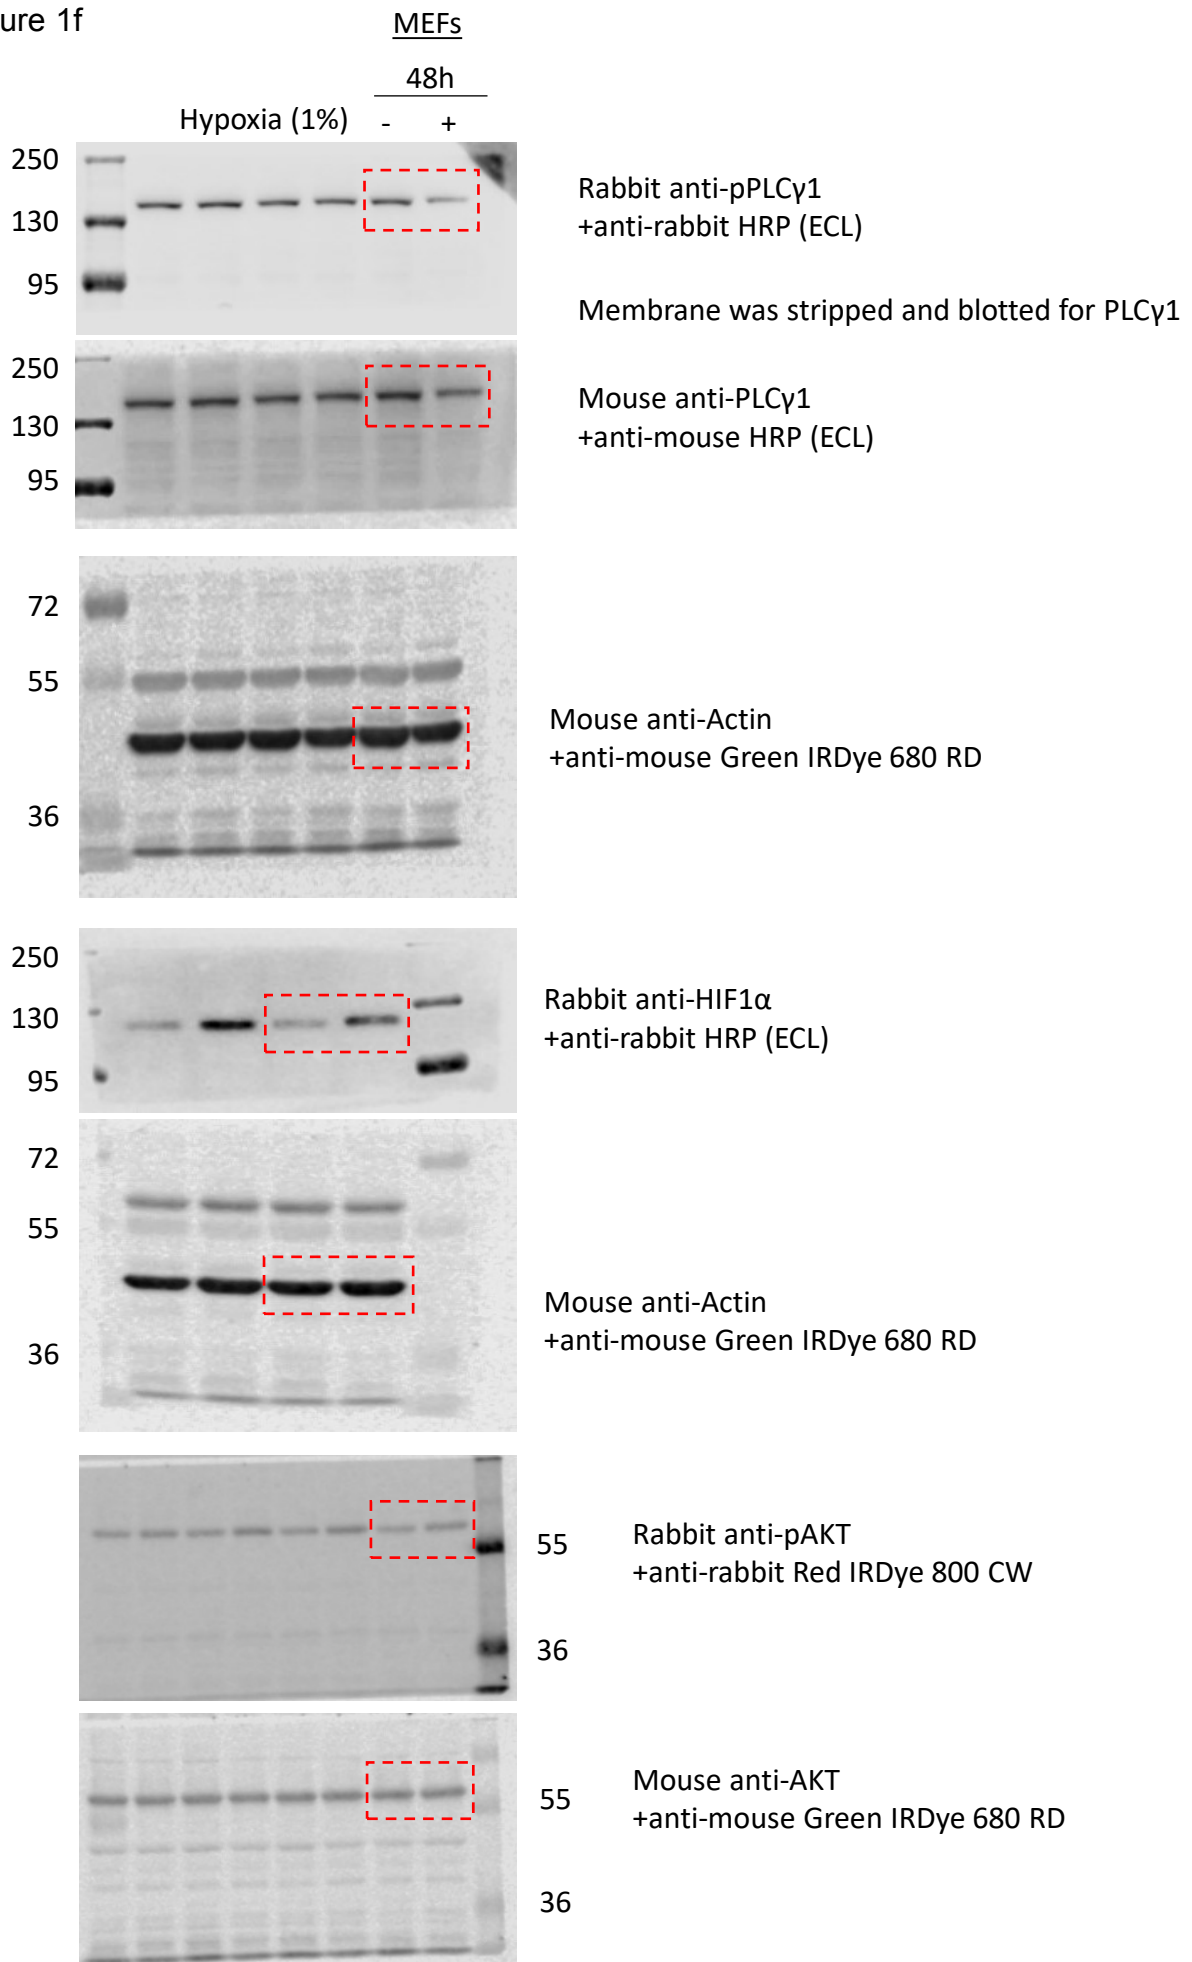 ure 1f
MEFs
48h
Hypoxia (1%) - +
250
130
95
Rabbit anti-pPLCγ1
+anti-rabbit HRP (ECL)
Membrane was stripped and blotted for PLCγ1
250
130
95
Mouse anti-PLCγ1
+anti-mouse HRP (ECL)
72
55
36
Mouse anti-Actin
+anti-mouse Green IRDye 680 RD
250
130
95
Rabbit anti-HIF1α
+anti-rabbit HRP (ECL)
72
55
36
Mouse anti-Actin
+anti-mouse Green IRDye 680 RD
55
36
Rabbit anti-pAKT
+anti-rabbit Red IRDye 800 CW
55
36
Mouse anti-AKT
+anti-mouse Green IRDye 680 RD